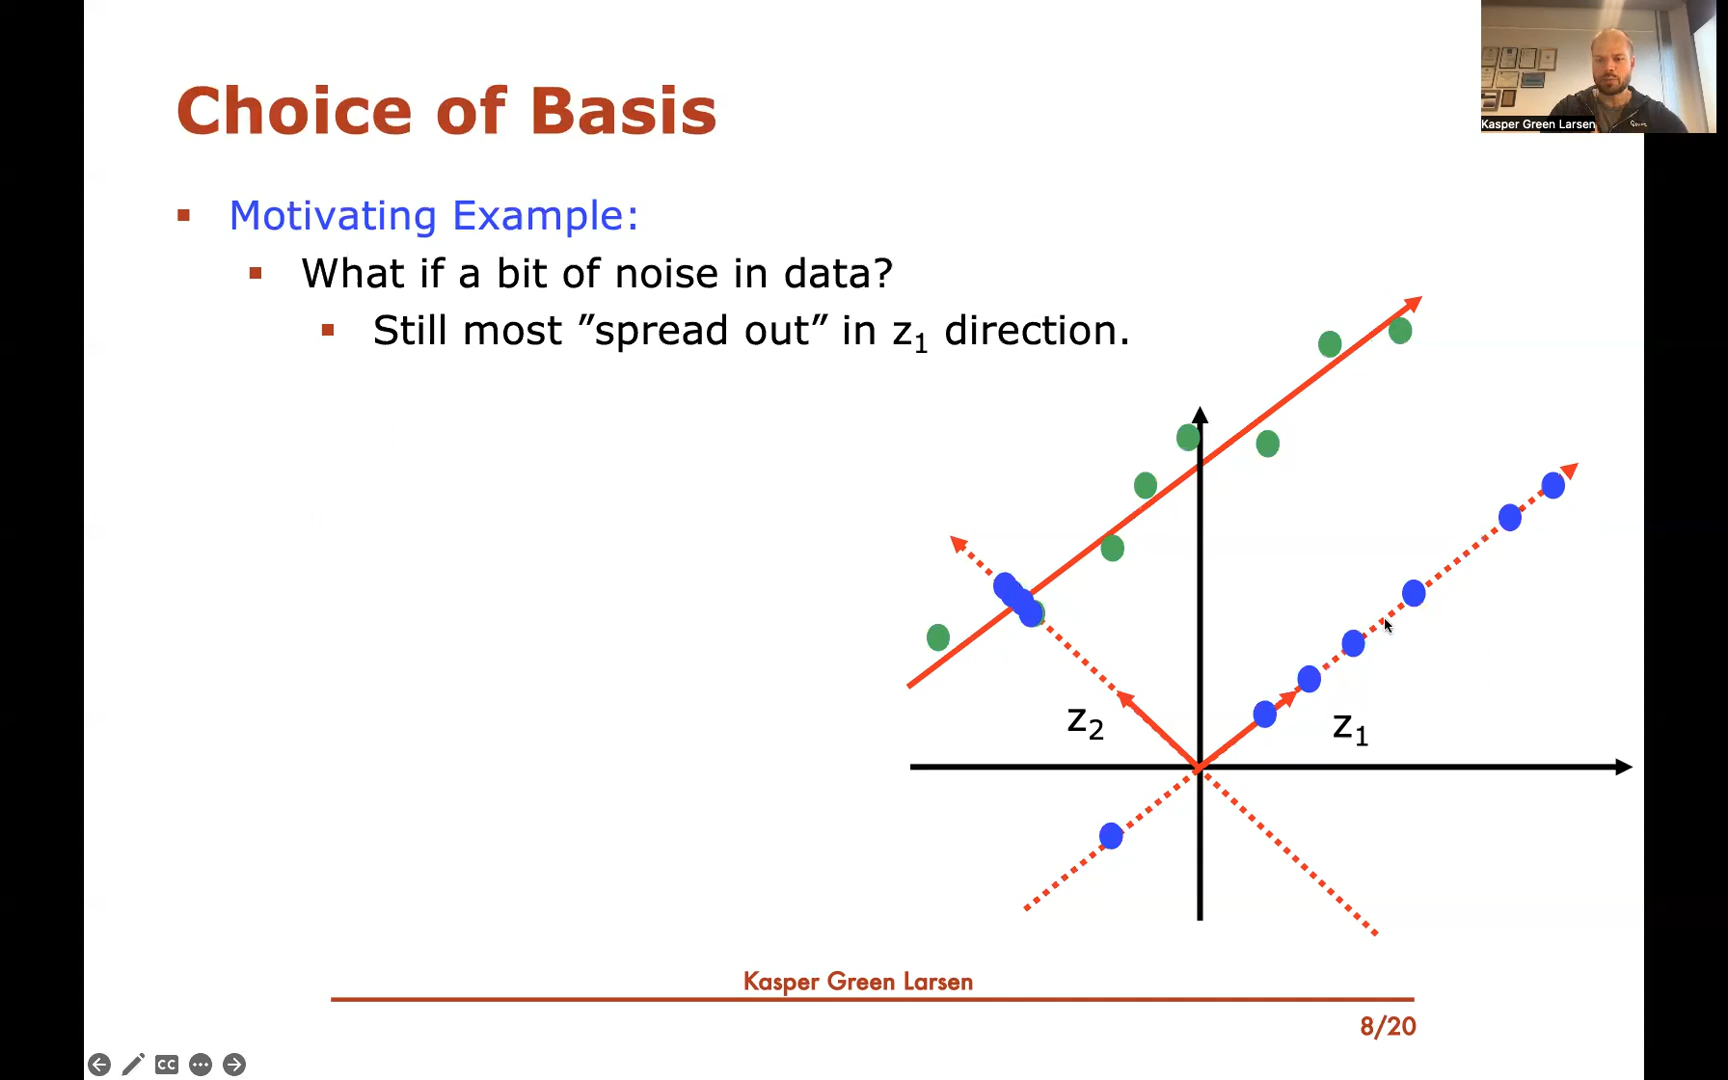 Kasper Green Larsen
Choice of Basis
Motivating Example:
What if a bit of noise in data?
Still most ”spread out” in z₁ direction.
z₂
z₁
Kasper Green Larsen
8/20
CC